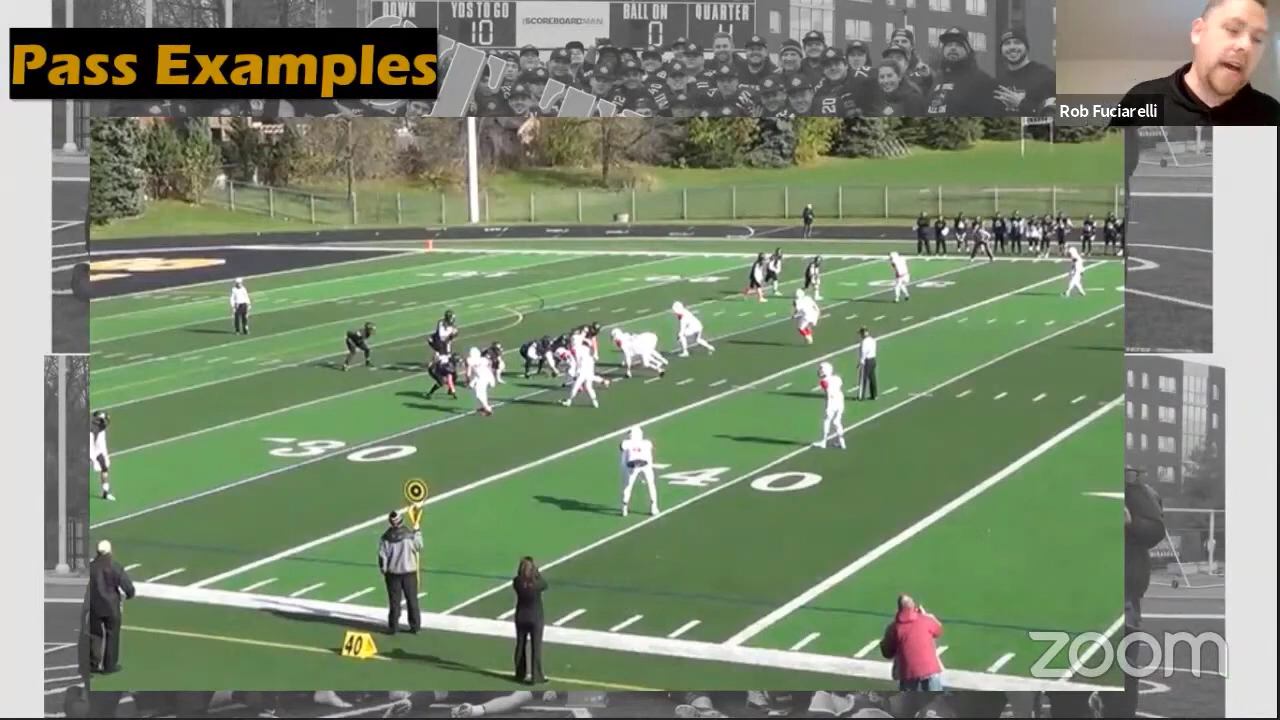 DOWN
YDS TO GO
10
SCOREBOARDMAN
BALL ON
0
QUARTER
Pass Examples
Rob Fuciarelli
30
40
40
zoom